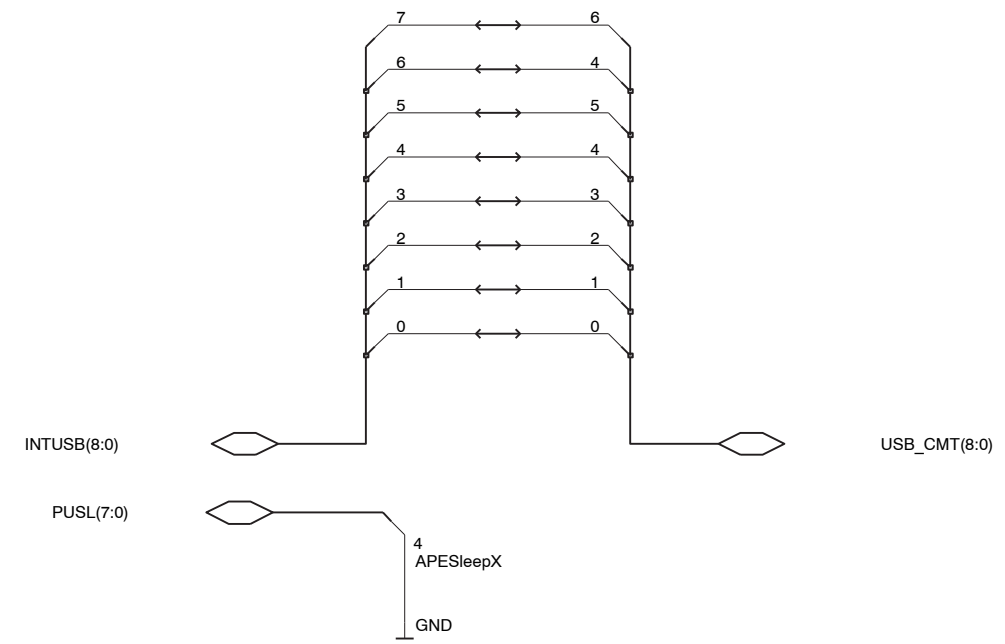 7 6
6 4
5 5
4 4
3 3
2 2
1 1
0 0
INTUSB(8:0) USB_CMT(8:0)
PUSL(7:0)
4
APESleepX
GND